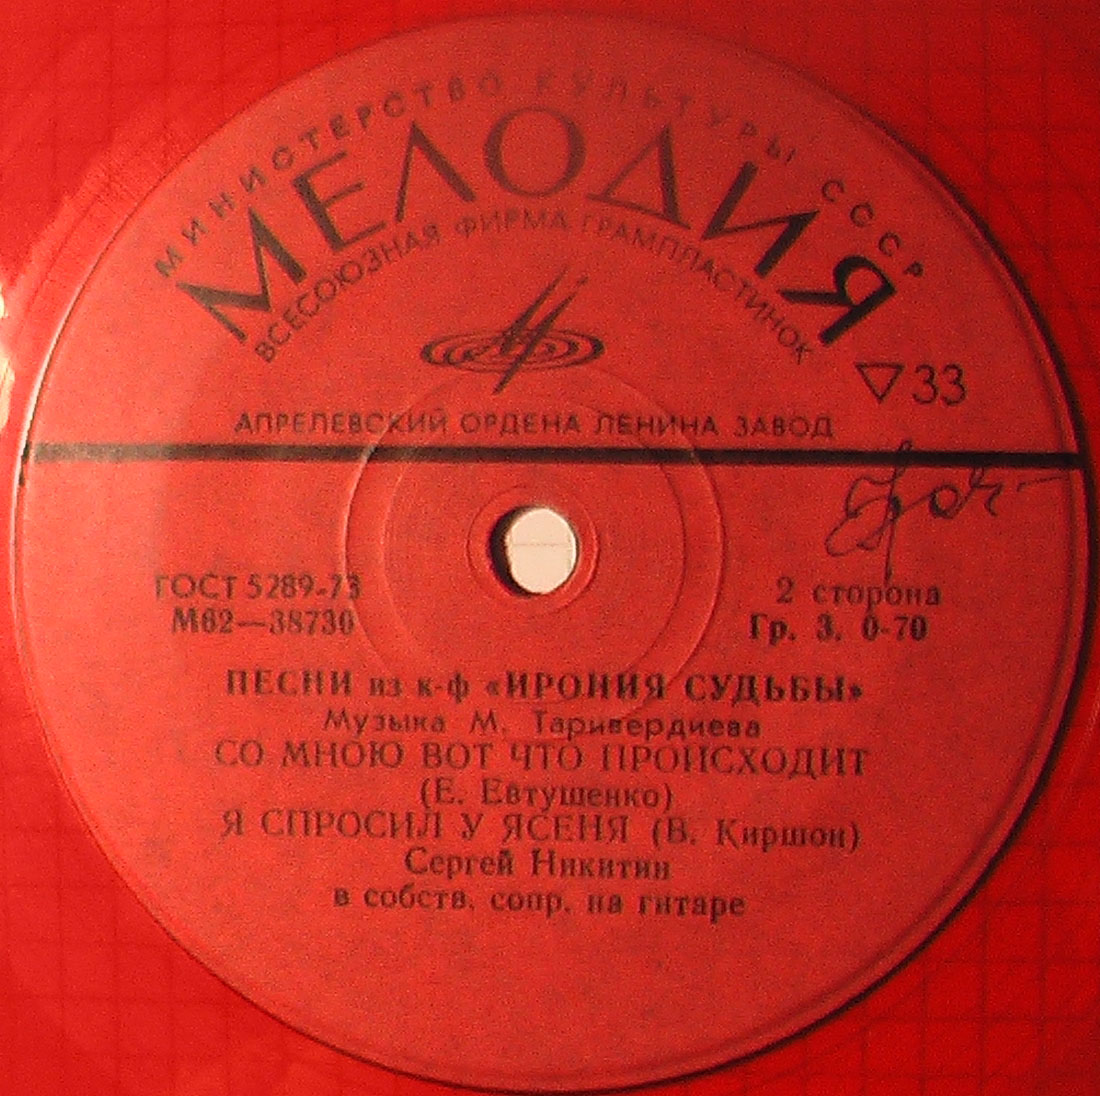 МИНИСТЕРСТВО КУЛЬТУРЫ СССР
МЕЛОДИЯ
ВСЕСОЮЗНАЯ ФИРМА ГРАМПЛАСТИНОК
▽33
АПРЕЛЕВСКИЙ ОРДЕНА ЛЕНИНА ЗАВОД
ГОСТ 5289-73
М62—38730
2 сторона
Гр. 3. 0-70
ПЕСНИ из к-ф «ИРОНИЯ СУДЬБЫ»
Музыка М. Таривердиева
СО МНОЮ ВОТ ЧТО ПРОИСХОДИТ
(Е. Евтушенко)
Я СПРОСИЛ У ЯСЕНЯ (В. Киршон)
Сергей Никитин
в собств. сопр. на гитаре